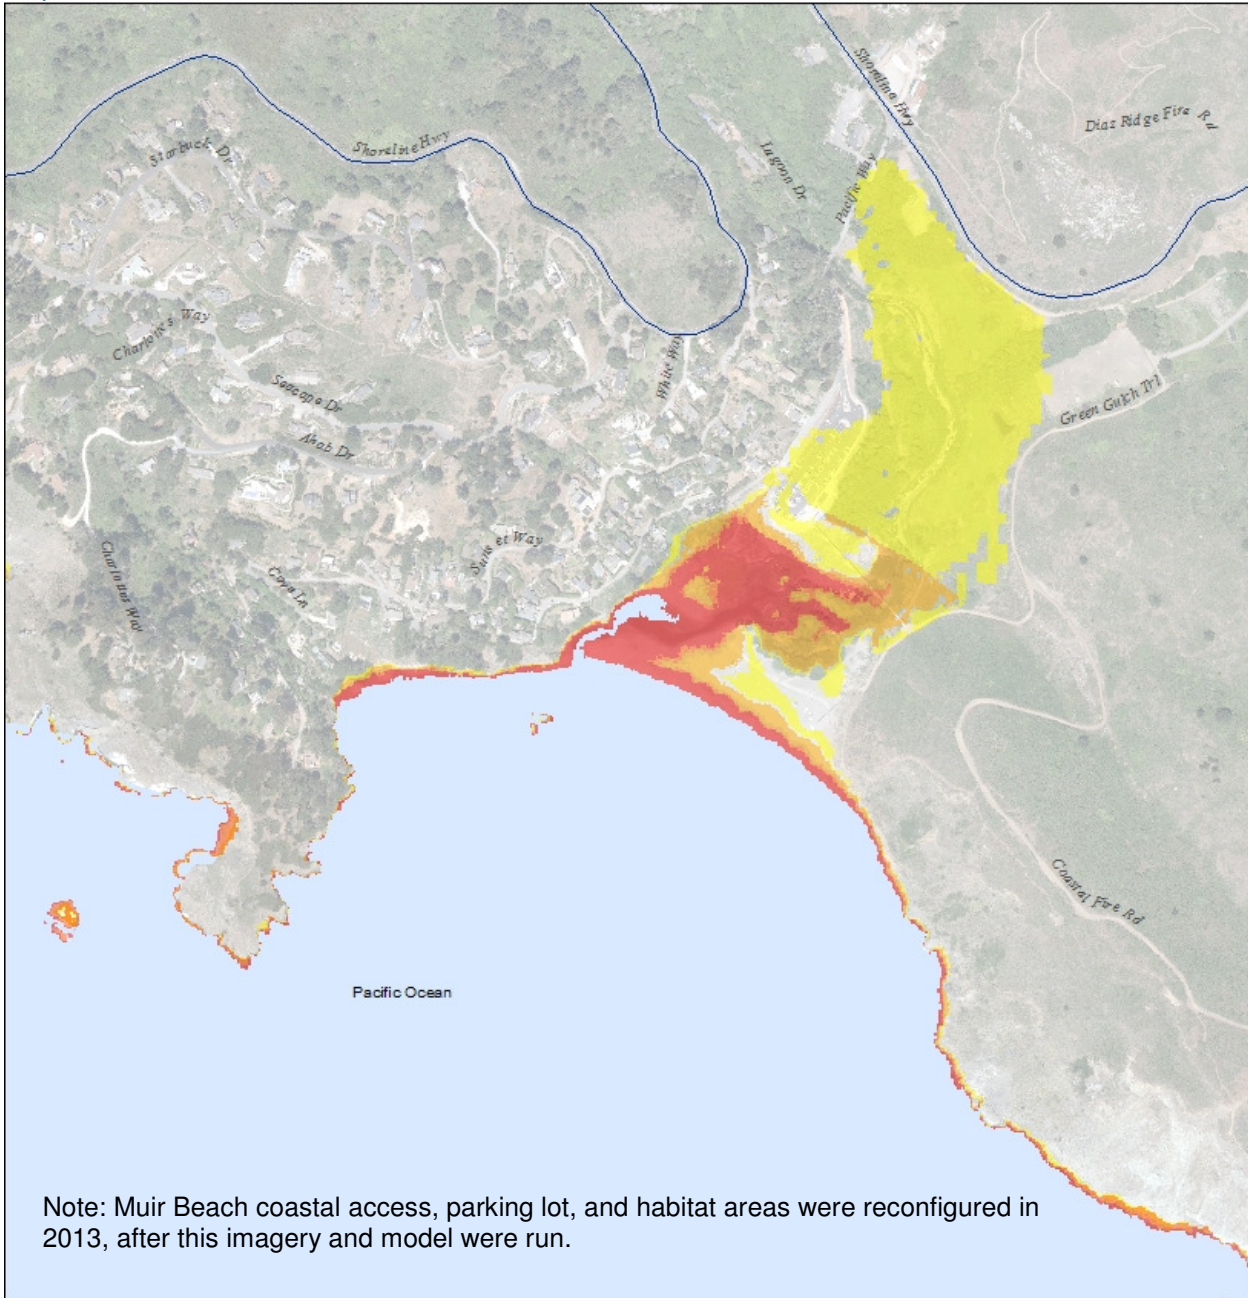 Shoreline Hwy
Diaz Ridge Fire Rd
Starbuck Dr
Shoreline Hwy
Lagoon Dr
Pacific Way
Charlotte's Way
White Way
Seacape Dr
Green Gulch Trl
Ahab Dr
Sunset Way
Charlottes Way
Cove Ln
Coastal Fire Rd
Pacific Ocean
Note: Muir Beach coastal access, parking lot, and habitat areas were reconfigured in
2013, after this imagery and model were run.